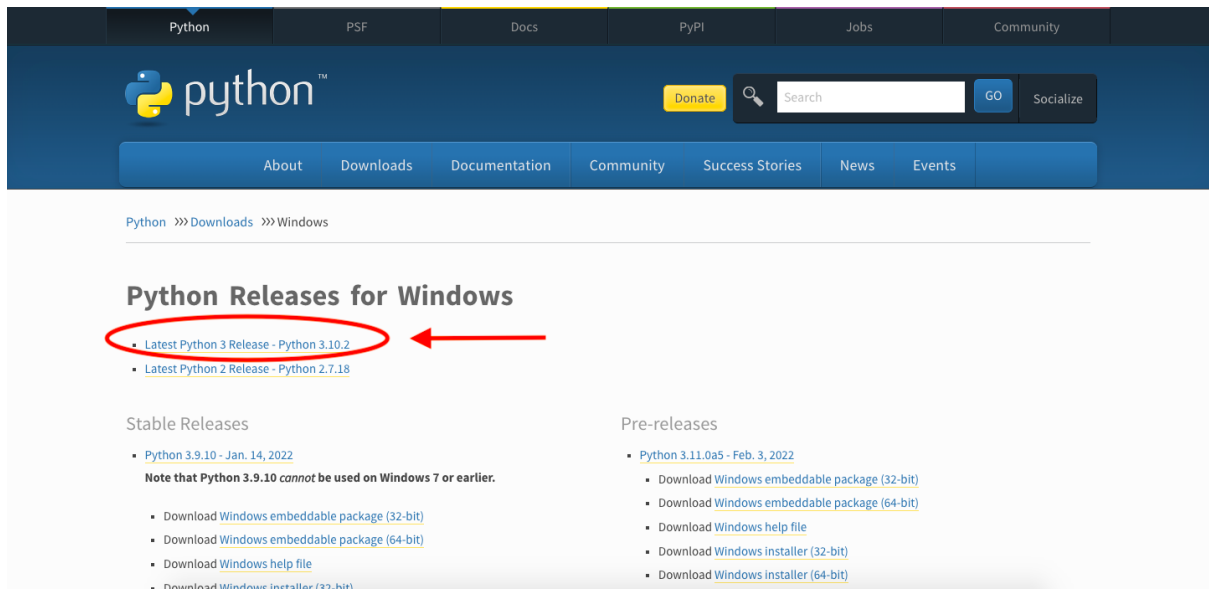 Python PSF Docs PyPI Jobs Community
python™
Donate Search GO Socialize
About Downloads Documentation Community Success Stories News Events
Python >>> Downloads >>> Windows
Python Releases for Windows
Latest Python 3 Release - Python 3.10.2
Latest Python 2 Release - Python 2.7.18
Stable Releases
Python 3.9.10 - Jan. 14, 2022
Note that Python 3.9.10 cannot be used on Windows 7 or earlier.
Download Windows embeddable package (32-bit)
Download Windows embeddable package (64-bit)
Download Windows help file
Download Windows installer (32-bit)
Pre-releases
Python 3.11.0a5 - Feb. 3, 2022
Download Windows embeddable package (32-bit)
Download Windows embeddable package (64-bit)
Download Windows help file
Download Windows installer (32-bit)
Download Windows installer (64-bit)